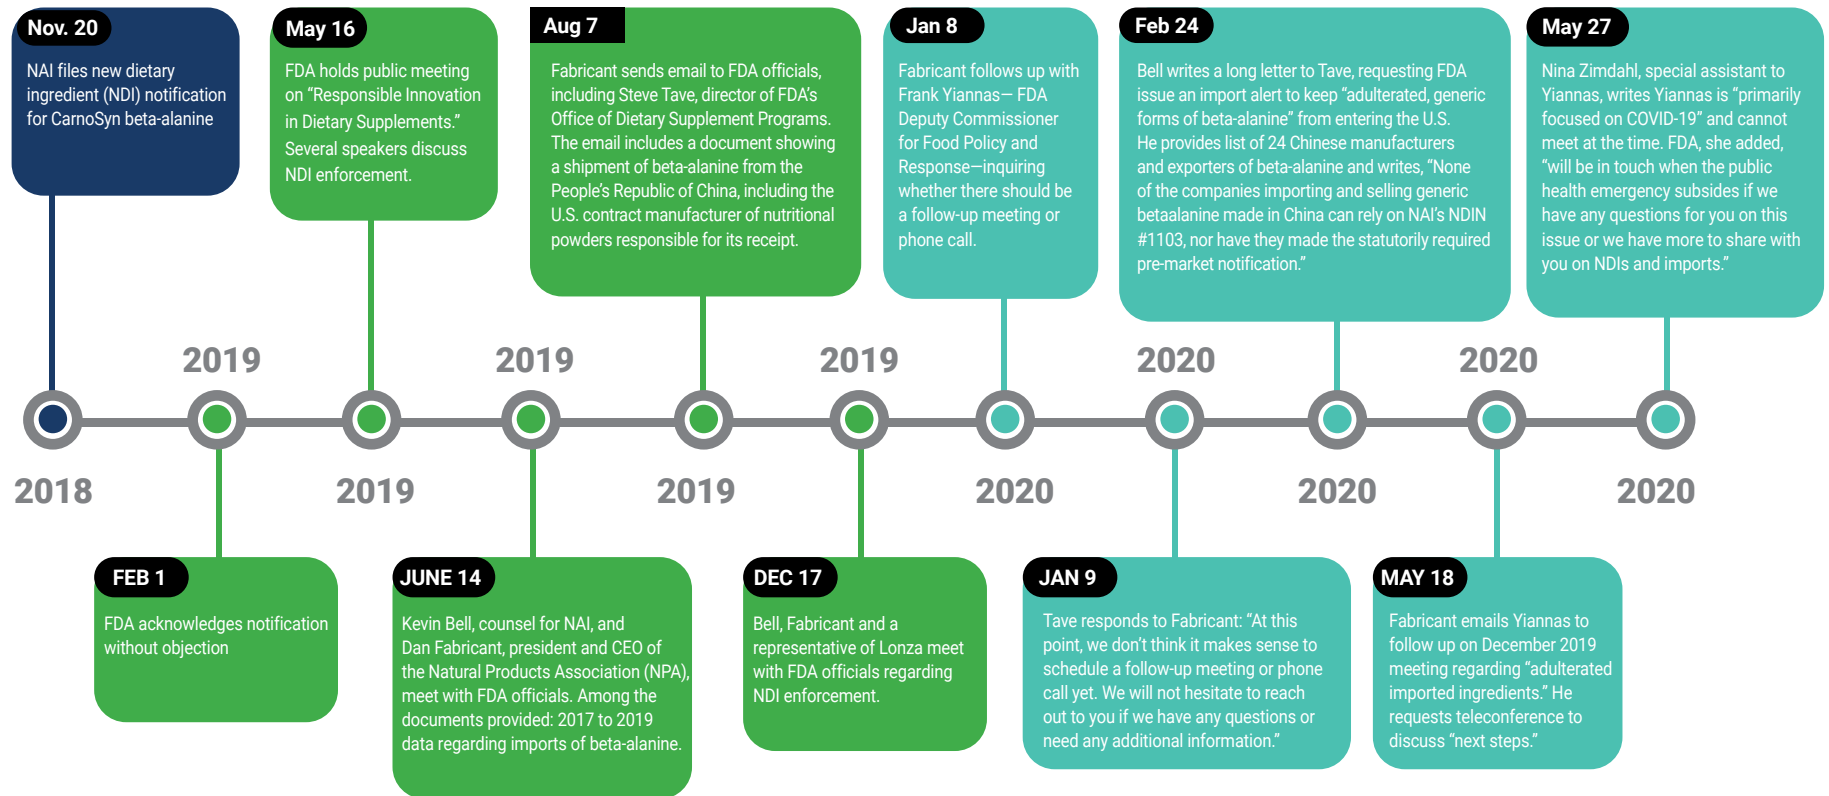 Nov. 20
NAI files new dietary
ingredient (NDI) notification
for CarnoSyn beta-alanine
2018
2019
FEB 1
FDA acknowledges notification
without objection
May 16
FDA holds public meeting
on “Responsible Innovation
in Dietary Supplements.”
Several speakers discuss
NDI enforcement.
2019
2019
JUNE 14
Kevin Bell, counsel for NAI, and
Dan Fabricant, president and CEO of
the Natural Products Association (NPA),
meet with FDA officials. Among the
documents provided: 2017 to 2019
data regarding imports of beta-alanine.
Aug 7
Fabricant sends email to FDA officials,
including Steve Tave, director of FDA’s
Office of Dietary Supplement Programs.
The email includes a document showing
a shipment of beta-alanine from the
People’s Republic of China, including the
U.S. contract manufacturer of nutritional
powders responsible for its receipt.
2019
2019
DEC 17
Bell, Fabricant and a
representative of Lonza meet
with FDA officials regarding
NDI enforcement.
Jan 8
Fabricant follows up with
Frank Yiannas— FDA
Deputy Commissioner
for Food Policy and
Response—inquiring
whether there should be
a follow-up meeting or
phone call.
2020
2020
JAN 9
Tave responds to Fabricant: “At this
point, we don’t think it makes sense to
schedule a follow-up meeting or phone
call yet. We will not hesitate to reach
out to you if we have any questions or
need any additional information.”
Feb 24
Bell writes a long letter to Tave, requesting FDA
issue an import alert to keep “adulterated, generic
forms of beta-alanine” from entering the U.S.
He provides list of 24 Chinese manufacturers
and exporters of beta-alanine and writes, “None
of the companies importing and selling generic
betaalanine made in China can rely on NAI’s NDIN
#1103, nor have they made the statutorily required
pre-market notification.”
2020
2020
MAY 18
Fabricant emails Yiannas to
follow up on December 2019
meeting regarding “adulterated
imported ingredients.” He
requests teleconference to
discuss “next steps.”
May 27
Nina Zimdahl, special assistant to
Yiannas, writes Yiannas is “primarily
focused on COVID-19” and cannot
meet at the time. FDA, she added,
“will be in touch when the public
health emergency subsides if we
have any questions for you on this
issue or we have more to share with
you on NDIs and imports.”
2020